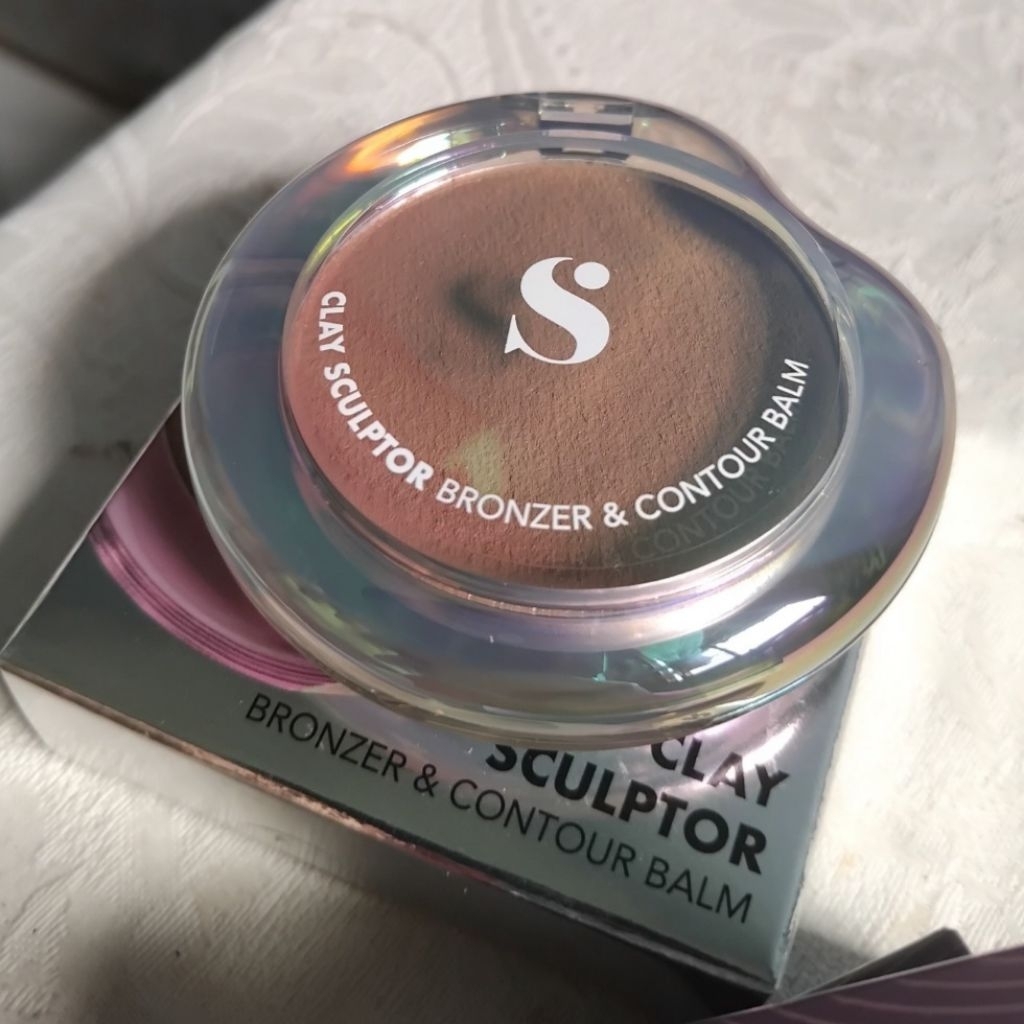 S
CLAY SCULPTOR BRONZER & CONTOUR BALM
CLAY
SCULPTOR
BRONZER & CONTOUR BALM